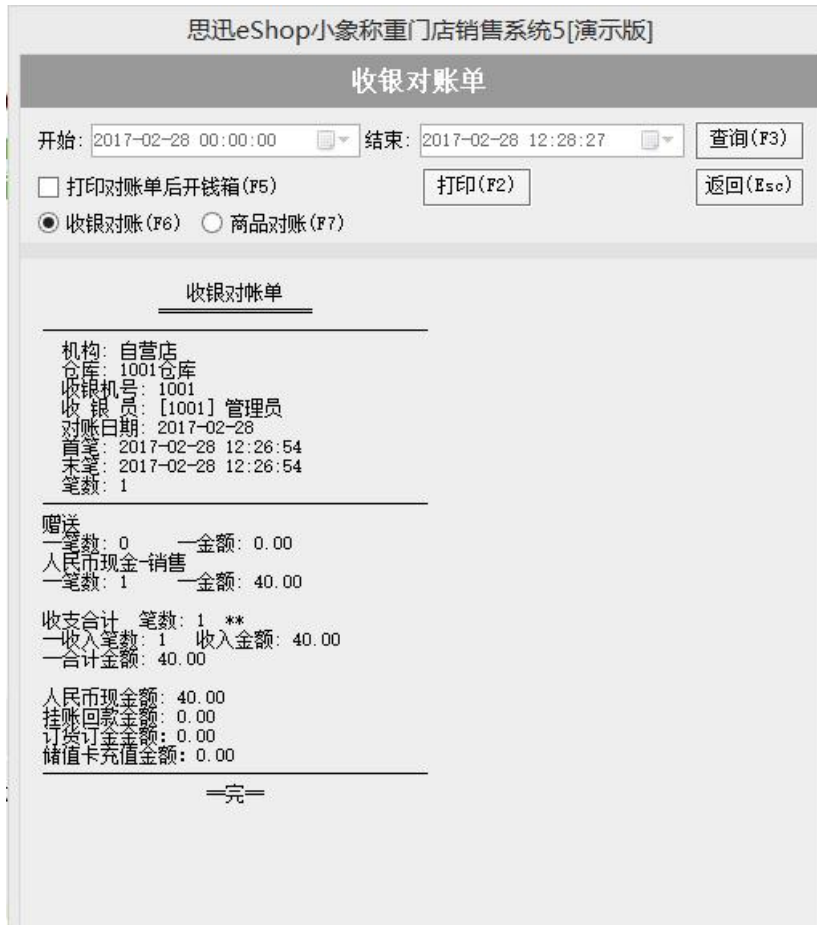 思迅eShop小象称重门店销售系统5[演示版]
收银对账单
开始: 2017-02-28 00:00:00 结束: 2017-02-28 12:28:27 查询(F3)
打印对账单后开钱箱(F5) 打印(F2) 返回(Esc)
收银对账(F6) 商品对账(F7)
收银对帐单
机构: 自营店
仓库: 1001仓库
收银机号: 1001
收 银 员: [1001] 管理员
对账日期: 2017-02-28
首笔: 2017-02-28 12:26:54
末笔: 2017-02-28 12:26:54
笔数: 1
赠送
—笔数: 0 —金额: 0.00
人民币现金-销售
—笔数: 1 —金额: 40.00
收支合计 笔数: 1 **
—收入笔数: 1 收入金额: 40.00
—合计金额: 40.00
人民币现金额: 40.00
挂账回款金额: 0.00
订货订金金额: 0.00
储值卡充值金额: 0.00
==完==